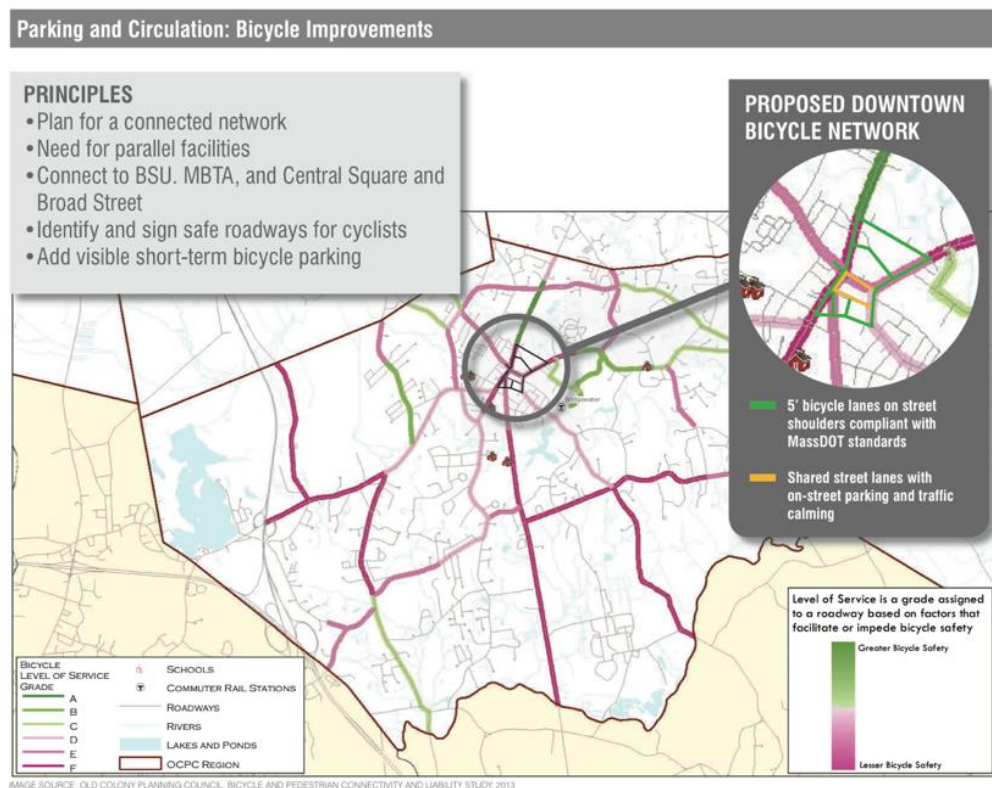 Parking and Circulation: Bicycle Improvements
PRINCIPLES
•Plan for a connected network
•Need for parallel facilities
•Connect to BSU. MBTA, and Central Square and
Broad Street
•Identify and sign safe roadways for cyclists
•Add visible short-term bicycle parking
PROPOSED DOWNTOWN
BICYCLE NETWORK
5' bicycle lanes on street
shoulders compliant with
MassDOT standards
Shared street lanes with
on-street parking and traffic
calming
Bridgewater
Level of Service is a grade assigned
to a roadway based on factors that
facilitate or impede bicycle safety
Greater Bicycle Safety
Lesser Bicycle Safety
BICYCLE
LEVEL OF SERVICE
GRADE
A
B
C
D
E
F
SCHOOLS
COMMUTER RAIL STATIONS
ROADWAYS
RIVERS
LAKES AND PONDS
OCPC REGION
IMAGE SOURCE: OLD COLONY PLANNING COUNCIL, BICYCLE AND PEDESTRIAN CONNECTIVITY AND LIABILITY STUDY, 2013